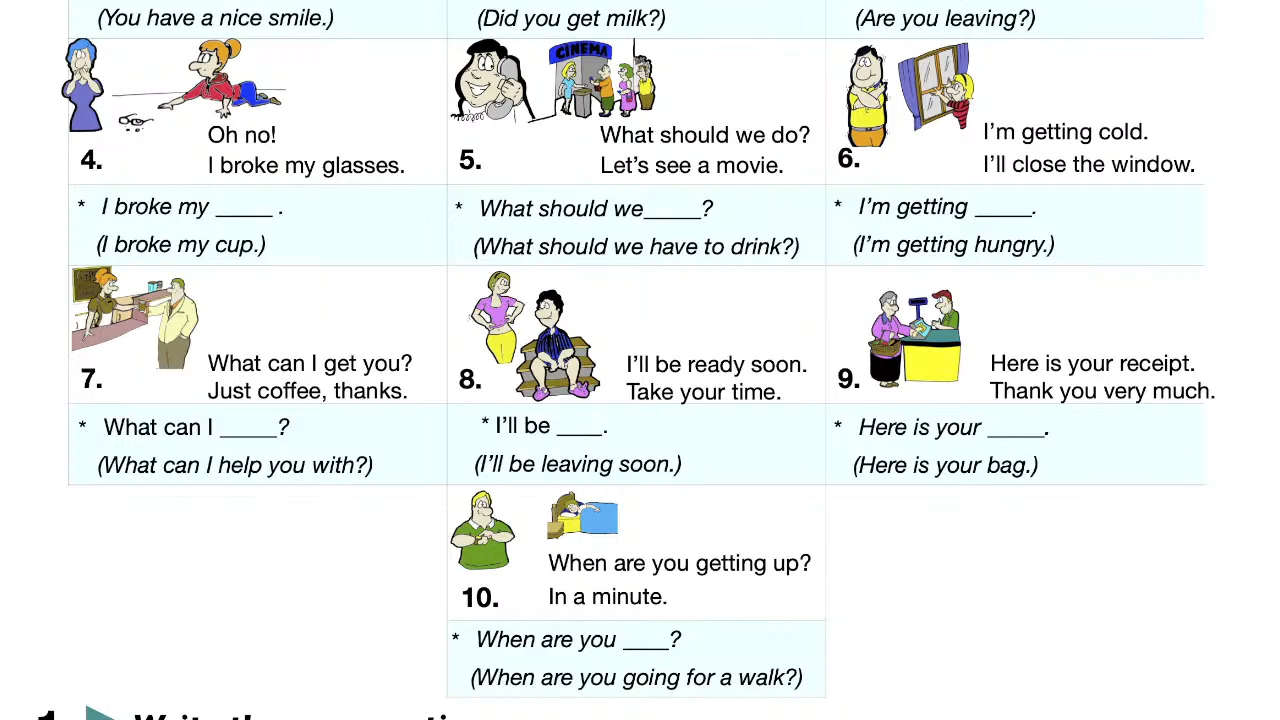 (You have a nice smile.)
(Did you get milk?)
(Are you leaving?)
Oh no!
4. I broke my glasses.
CINEMA
What should we do?
5. Let's see a movie.
I'm getting cold.
6. I'll close the window.
* I broke my _____ .
(I broke my cup.)
* What should we_____?
(What should we have to drink?)
* I'm getting _____.
(I'm getting hungry.)
What can I get you?
7. Just coffee, thanks.
I'll be ready soon.
8. Take your time.
Here is your receipt.
9. Thank you very much.
* What can I _____?
(What can I help you with?)
* I'll be ____.
(I'll be leaving soon.)
* Here is your _____.
(Here is your bag.)
When are you getting up?
10. In a minute.
* When are you ____?
(When are you going for a walk?)